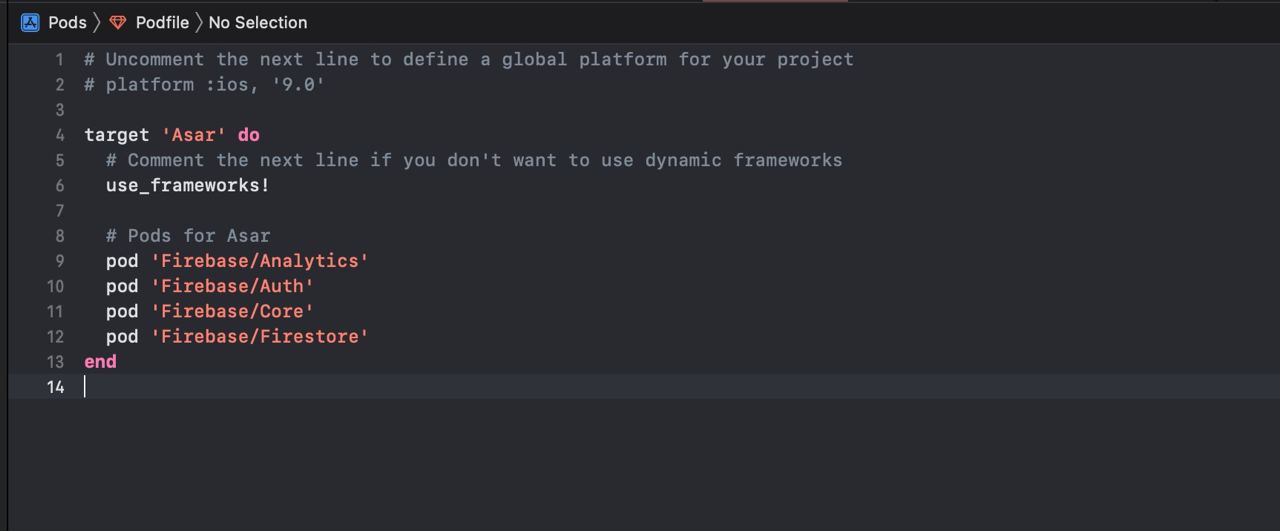 Pods 〉 Podfile 〉 No Selection
1 # Uncomment the next line to define a global platform for your project
2 # platform :ios, '9.0'
3
4 target 'Asar' do
5   # Comment the next line if you don't want to use dynamic frameworks
6   use_frameworks!
7
8   # Pods for Asar
9   pod 'Firebase/Analytics'
10   pod 'Firebase/Auth'
11   pod 'Firebase/Core'
12   pod 'Firebase/Firestore'
13 end
14